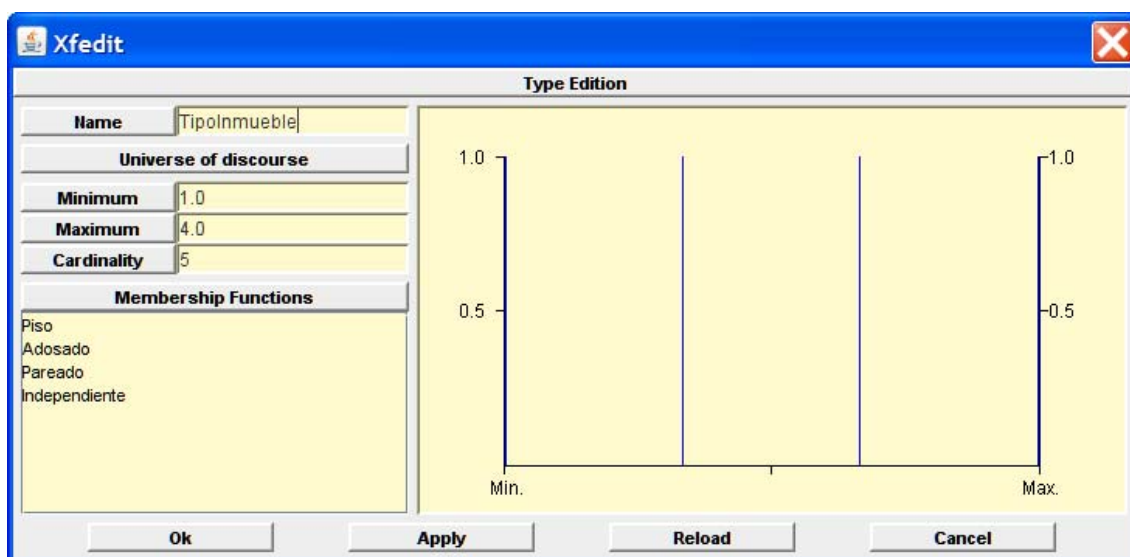 Xfedit
Type Edition
Name TipoInmueble
Universe of discourse
Minimum 1.0
Maximum 4.0
Cardinality 5
Membership Functions
Piso
Adosado
Pareado
Independiente
1.0 1.0
0.5 0.5
Min. Max.
Ok Apply Reload Cancel